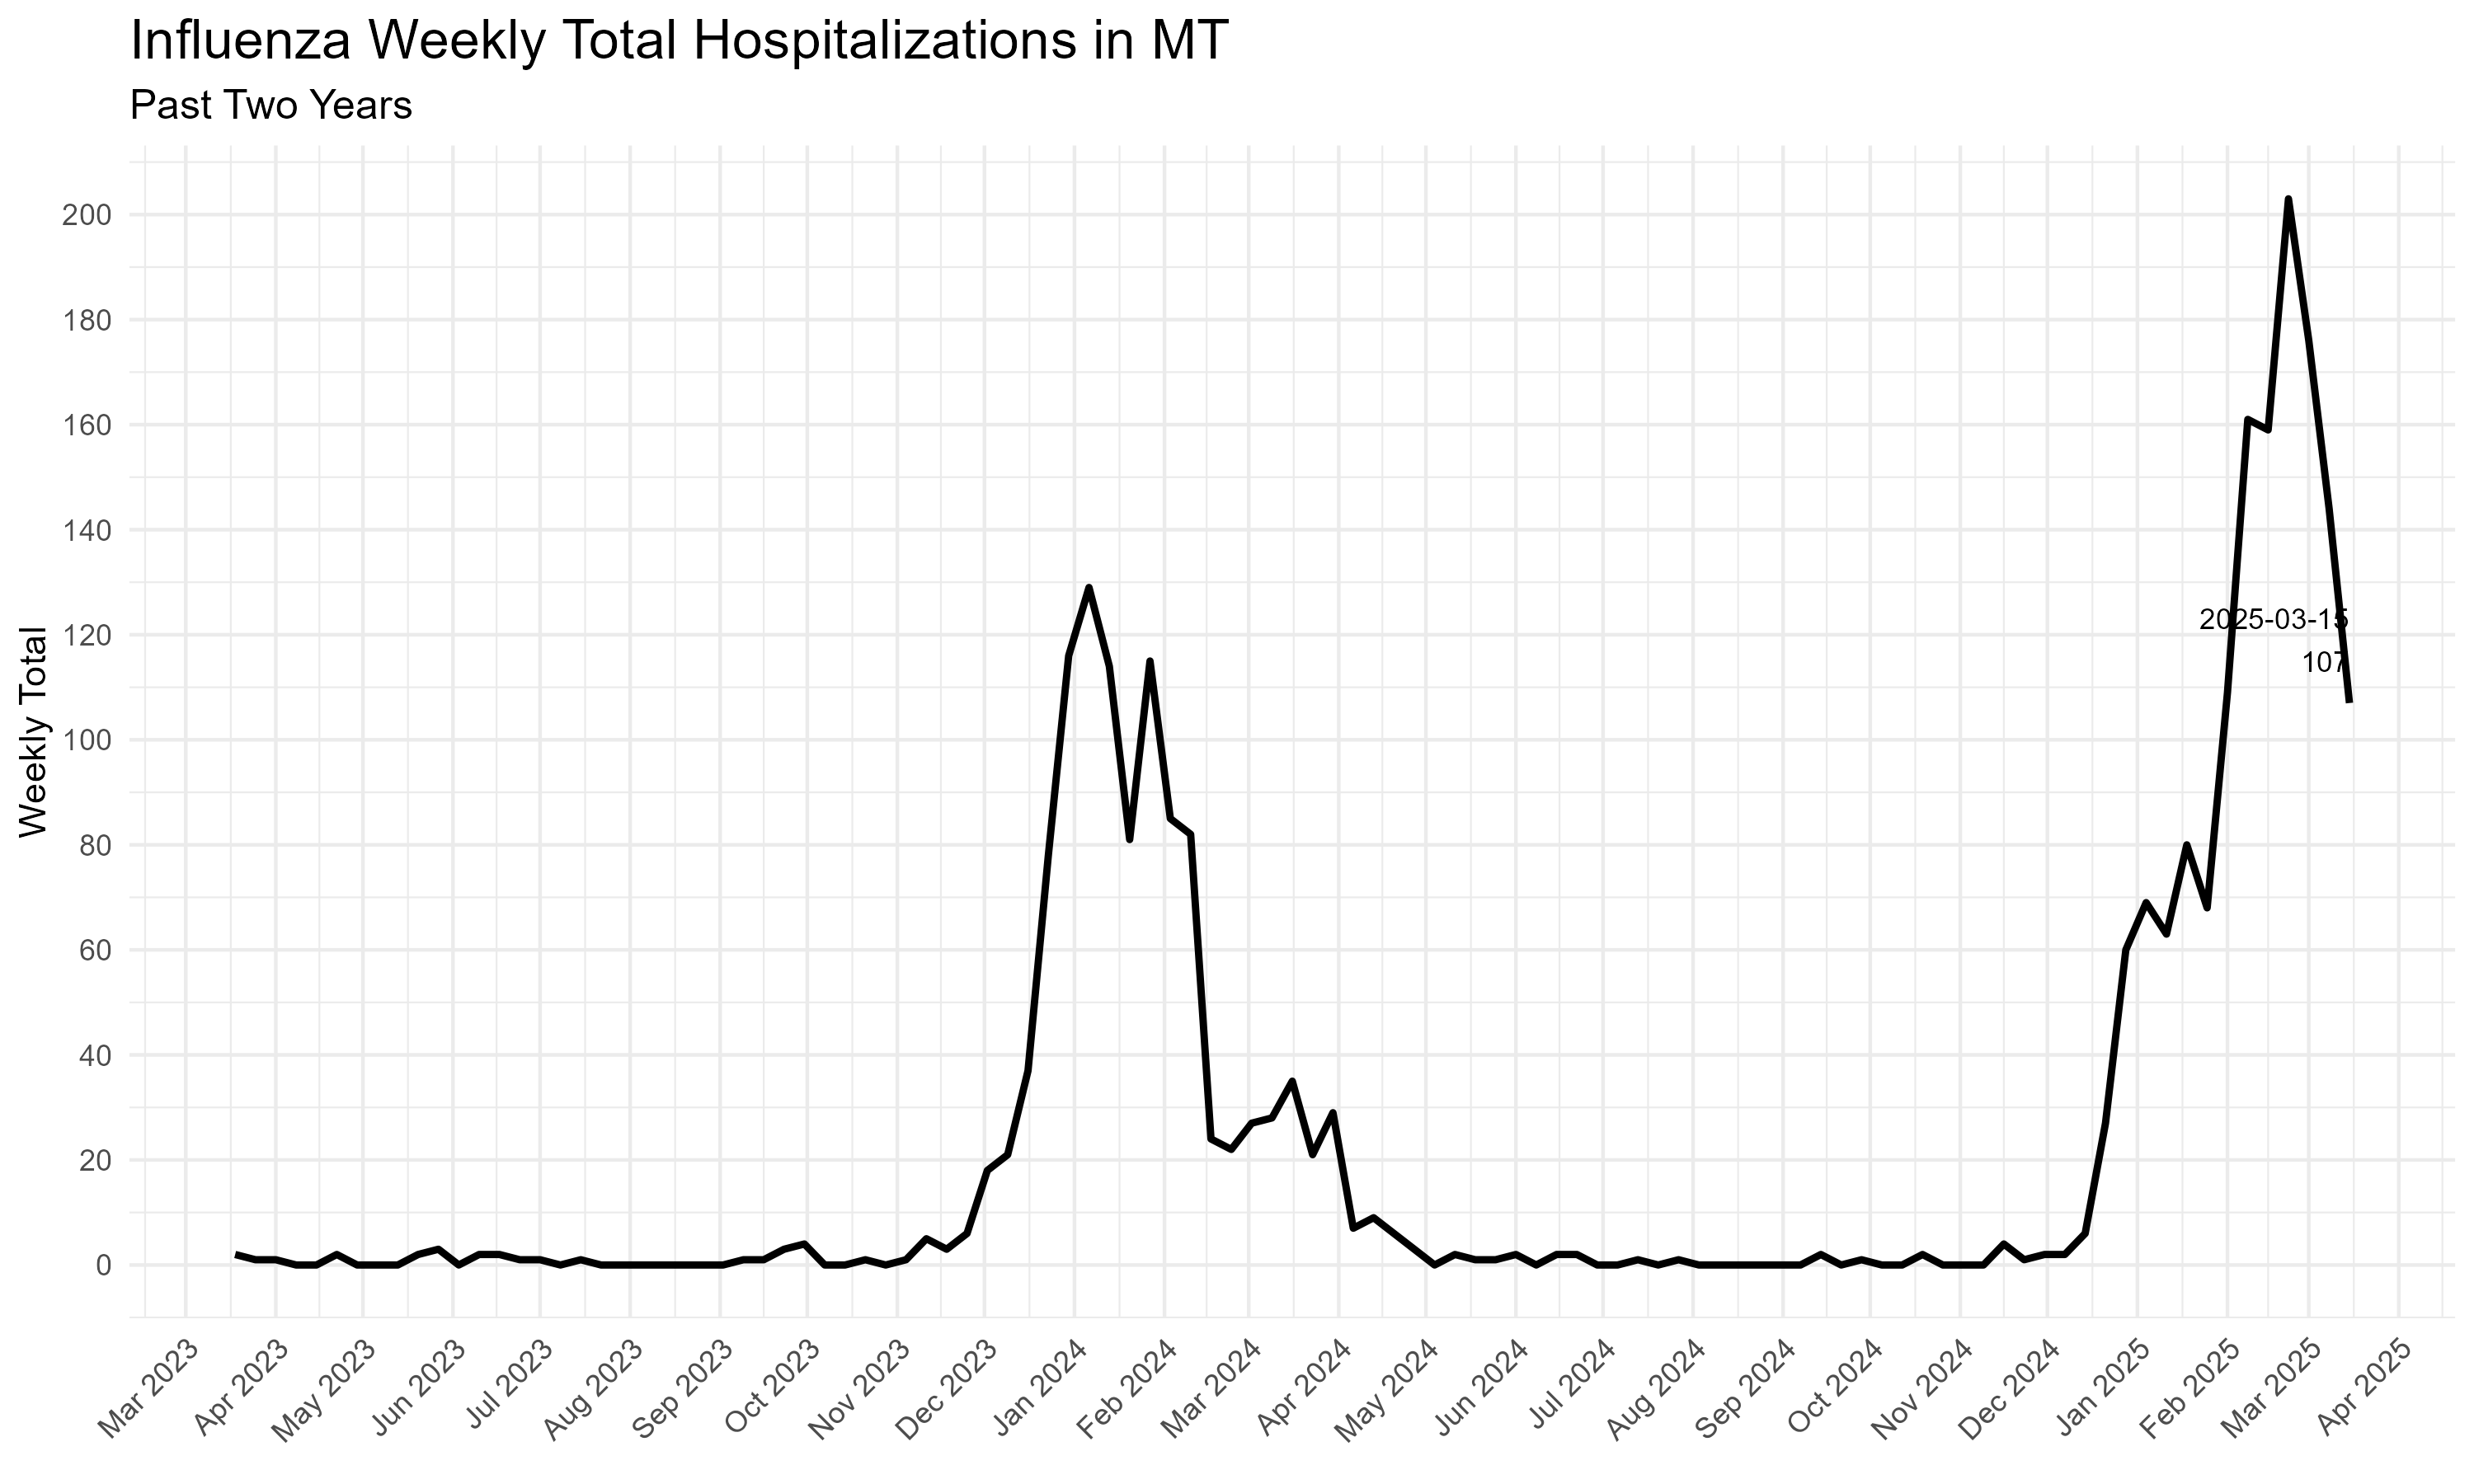 Influenza Weekly Total Hospitalizations in MT
Past Two Years
Weekly Total
200
180
160
140
120
100
80
60
40
20
0
2025-03-15
107
Mar 2023
Apr 2023
May 2023
Jun 2023
Jul 2023
Aug 2023
Sep 2023
Oct 2023
Nov 2023
Dec 2023
Jan 2024
Feb 2024
Mar 2024
Apr 2024
May 2024
Jun 2024
Jul 2024
Aug 2024
Sep 2024
Oct 2024
Nov 2024
Dec 2024
Jan 2025
Feb 2025
Mar 2025
Apr 2025